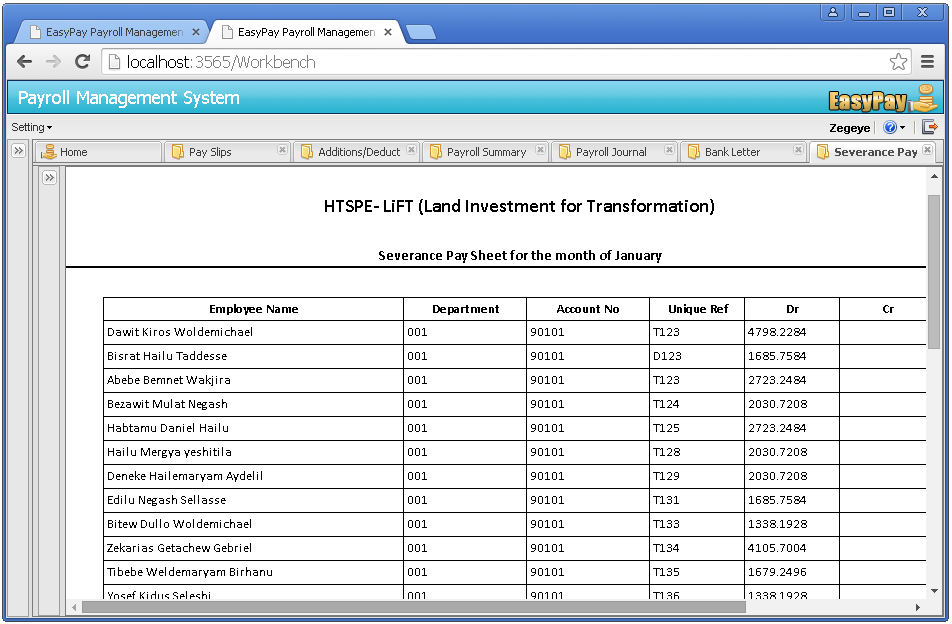 EasyPay Payroll Managemen
EasyPay Payroll Managemen
localhost:3565/Workbench
Payroll Management System
EasyPay
Setting
Zegeye
Home
Pay Slips
Additions/Deduct
Payroll Summary
Payroll Journal
Bank Letter
Severance Pay
HTSPE- LiFT (Land Investment for Transformation)
Severance Pay Sheet for the month of January
Employee Name Department Account No Unique Ref Dr Cr
Dawit Kiros Woldemichael 001 90101 T123 4798.2284
Bisrat Hailu Taddesse 001 90101 D123 1685.7584
Abebe Bemnet Wakjira 001 90101 T123 2723.2484
Bezawit Mulat Negash 001 90101 T124 2030.7208
Habtamu Daniel Hailu 001 90101 T125 2723.2484
Hailu Mergya yeshitila 001 90101 T128 2030.7208
Deneke Hailemaryam Aydelil 001 90101 T129 2030.7208
Edilu Negash Sellasse 001 90101 T131 1685.7584
Bitew Dullo Woldemichael 001 90101 T133 1338.1928
Zekarias Getachew Gebriel 001 90101 T134 4105.7004
Tibebe Weldemaryam Birhanu 001 90101 T135 1679.2496
Yosef Kidus Seleshi 001 90101 T136 1338.1928